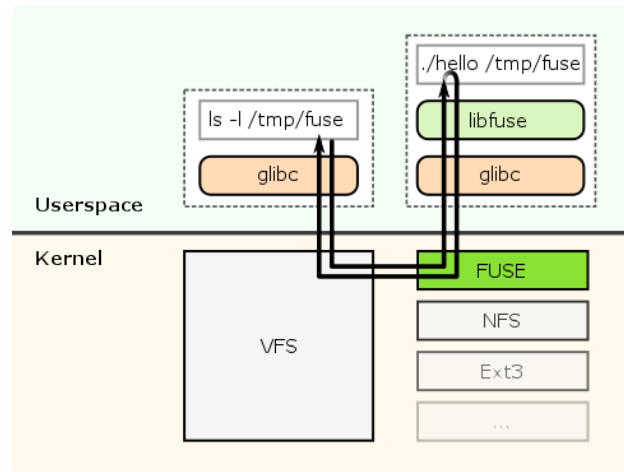 ./hello /tmp/fuse
ls -l /tmp/fuse
libfuse
glibc
glibc
Userspace
Kernel
FUSE
NFS
VFS
Ext3
...